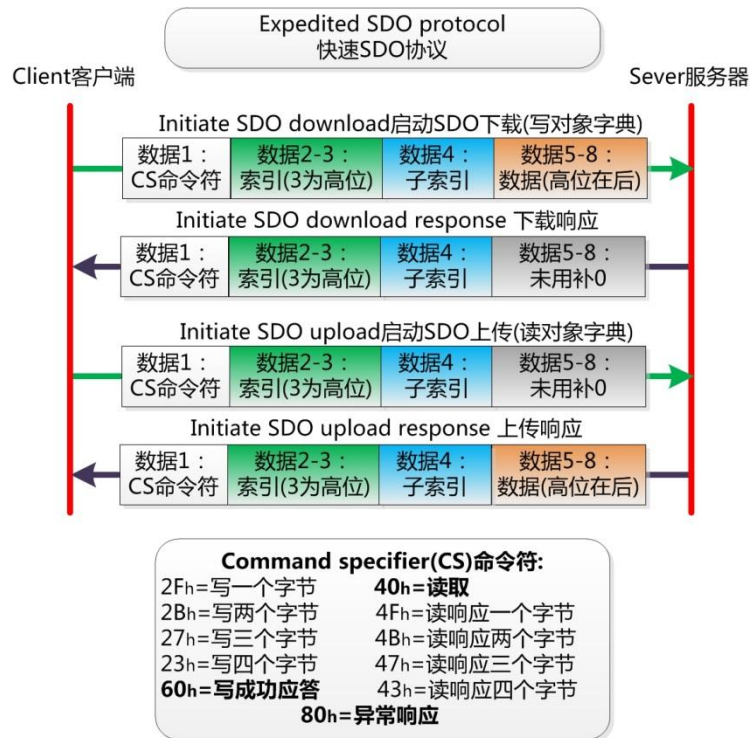 Expedited SDO protocol
快速SDO协议
Client客户端
Sever服务器
Initiate SDO download启动SDO下载(写对象字典)
数据1：
CS命令符
数据2-3：
索引(3为高位)
数据4：
子索引
数据5-8：
数据(高位在后)
Initiate SDO download response 下载响应
数据1：
CS命令符
数据2-3：
索引(3为高位)
数据4：
子索引
数据5-8：
未用补0
Initiate SDO upload启动SDO上传(读对象字典)
数据1：
CS命令符
数据2-3：
索引(3为高位)
数据4：
子索引
数据5-8：
未用补0
Initiate SDO upload response 上传响应
数据1：
CS命令符
数据2-3：
索引(3为高位)
数据4：
子索引
数据5-8：
数据(高位在后)
Command specifier(CS)命令符:
2Fh=写一个字节 40h=读取
2Bh=写两个字节 4Fh=读响应一个字节
27h=写三个字节 4Bh=读响应两个字节
23h=写四个字节 47h=读响应三个字节
60h=写成功应答 43h=读响应四个字节
80h=异常响应